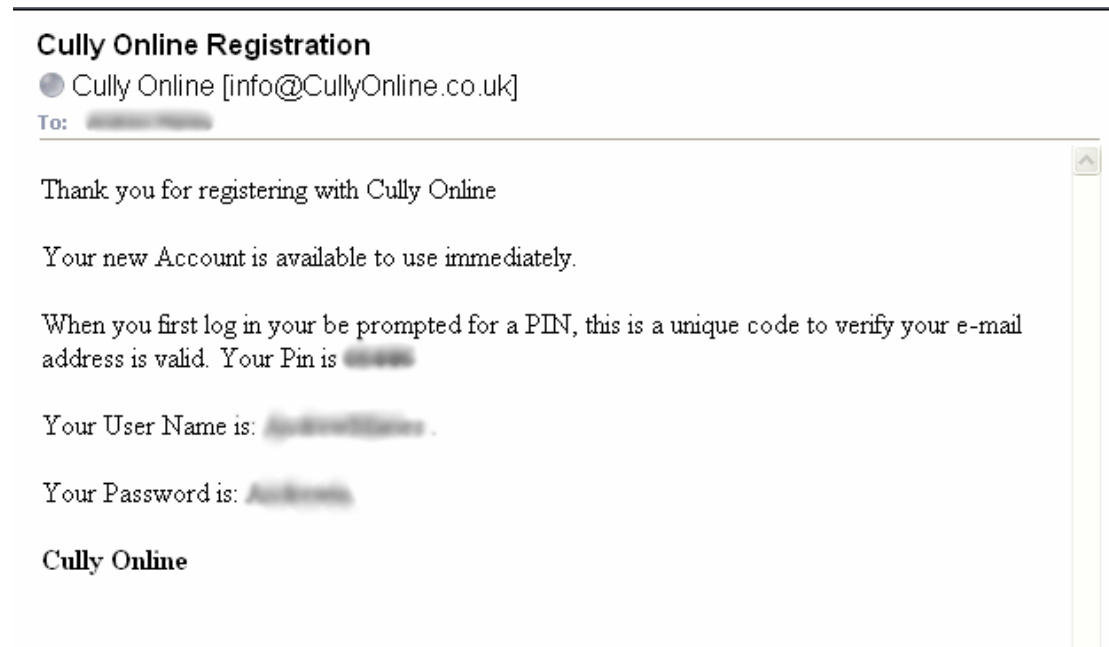 Cully Online Registration
Cully Online [info@CullyOnline.co.uk]
To:
Thank you for registering with Cully Online
Your new Account is available to use immediately.
When you first log in your be prompted for a PIN, this is a unique code to verify your e-mail
address is valid. Your Pin is
Your User Name is: .
Your Password is:
Cully Online